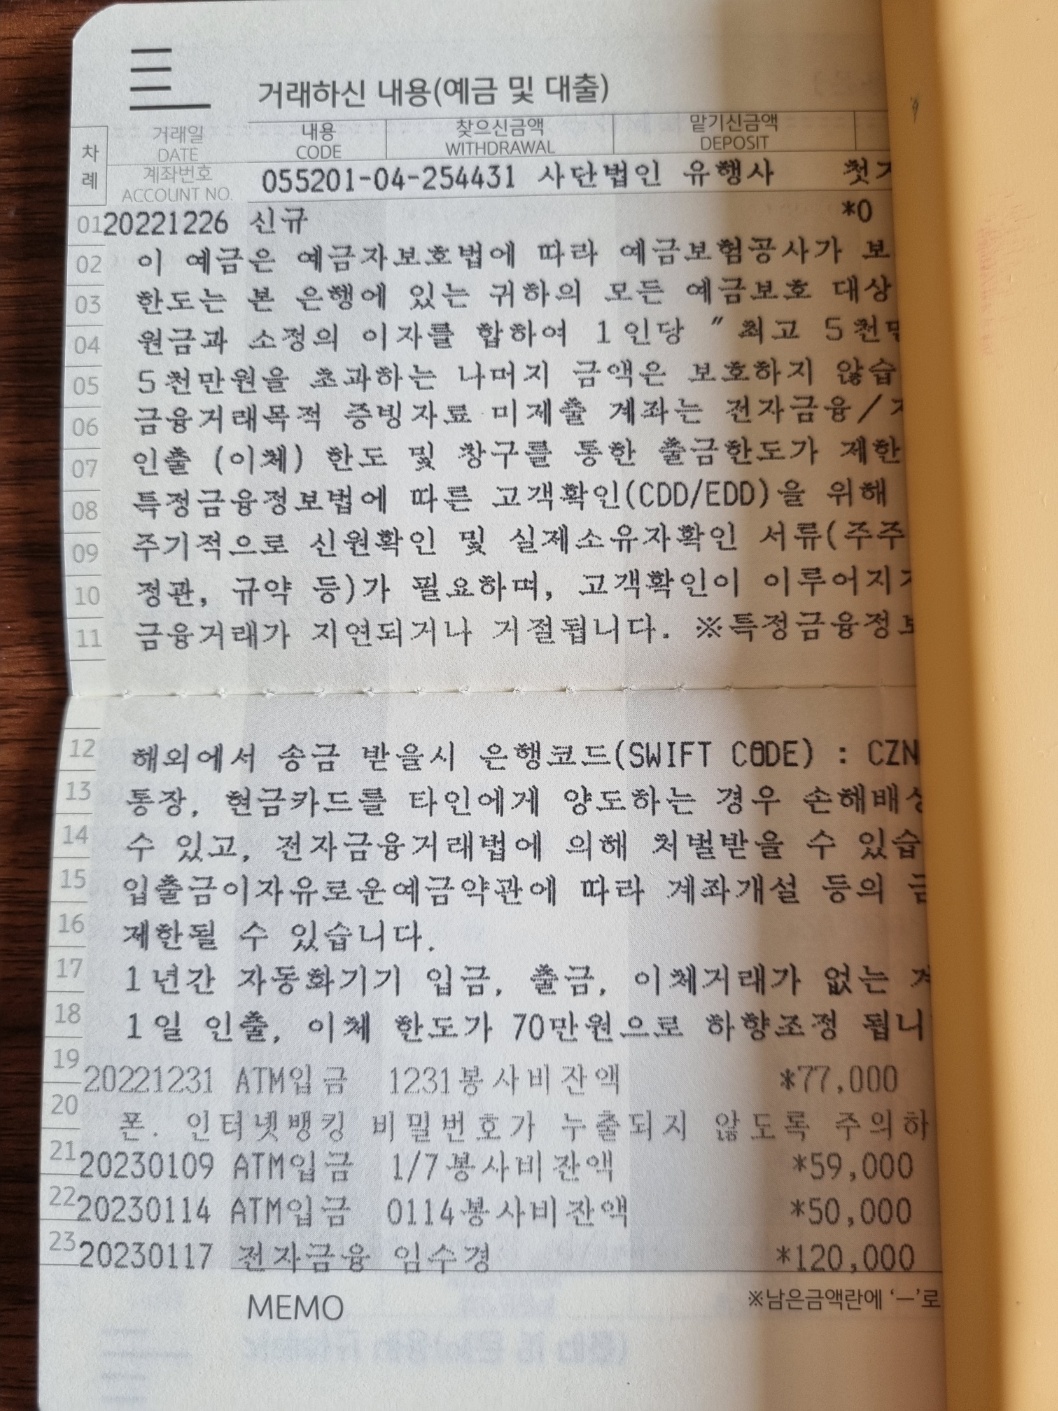 거래하신 내용(예금 및 대출)
차례 거래일 DATE 내용 CODE 찾으신금액 WITHDRAWAL 맡기신금액 DEPOSIT
계좌번호 ACCOUNT NO. 055201-04-254431 사단법인 유행사
01 20221226 신규 *0
02 이 예금은 예금자보호법에 따라 예금보험공사가 보
03 한도는 본 은행에 있는 귀하의 모든 예금보호 대상
04 원금과 소정의 이자를 합하여 1인당 "최고 5천만
05 5천만원을 초과하는 나머지 금액은 보호하지 않습
06 금융거래목적 증빙자료 미제출 계좌는 전자금융/
07 인출 (이체) 한도 및 창구를 통한 출금한도가 제한
08 특정금융정보법에 따른 고객확인(CDD/EDD)을 위해
09 주기적으로 신원확인 및 실제소유자확인 서류(주주
10 정관, 규약 등)가 필요하며, 고객확인이 이루어지
11 금융거래가 지연되거나 거절됩니다. ※특정금융정보
12 해외에서 송금 받을시 은행코드(SWIFT CODE) : CZN
13 통장, 현금카드를 타인에게 양도하는 경우 손해배상
14 수 있고, 전자금융거래법에 의해 처벌받을 수 있습
15 입출금이자유로운예금약관에 따라 계좌개설 등의 금
16 제한될 수 있습니다.
17 1년간 자동화기기 입금, 출금, 이체거래가 없는
18 1일 인출, 이체 한도가 70만원으로 하향조정 됩니
19 20221231 ATM입금 1231봉사비잔액 *77,000
20 폰. 인터넷뱅킹 비밀번호가 누출되지 않도록 주의하
21 20230109 ATM입금 1/7봉사비잔액 *59,000
22 20230114 ATM입금 0114봉사비잔액 *50,000
23 20230117 전자금융 임수경 *120,000
MEMO ※남은금액란에 '-'로